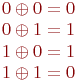 0 ⊕ 0 = 0
0 ⊕ 1 = 1
1 ⊕ 0 = 1
1 ⊕ 1 = 0